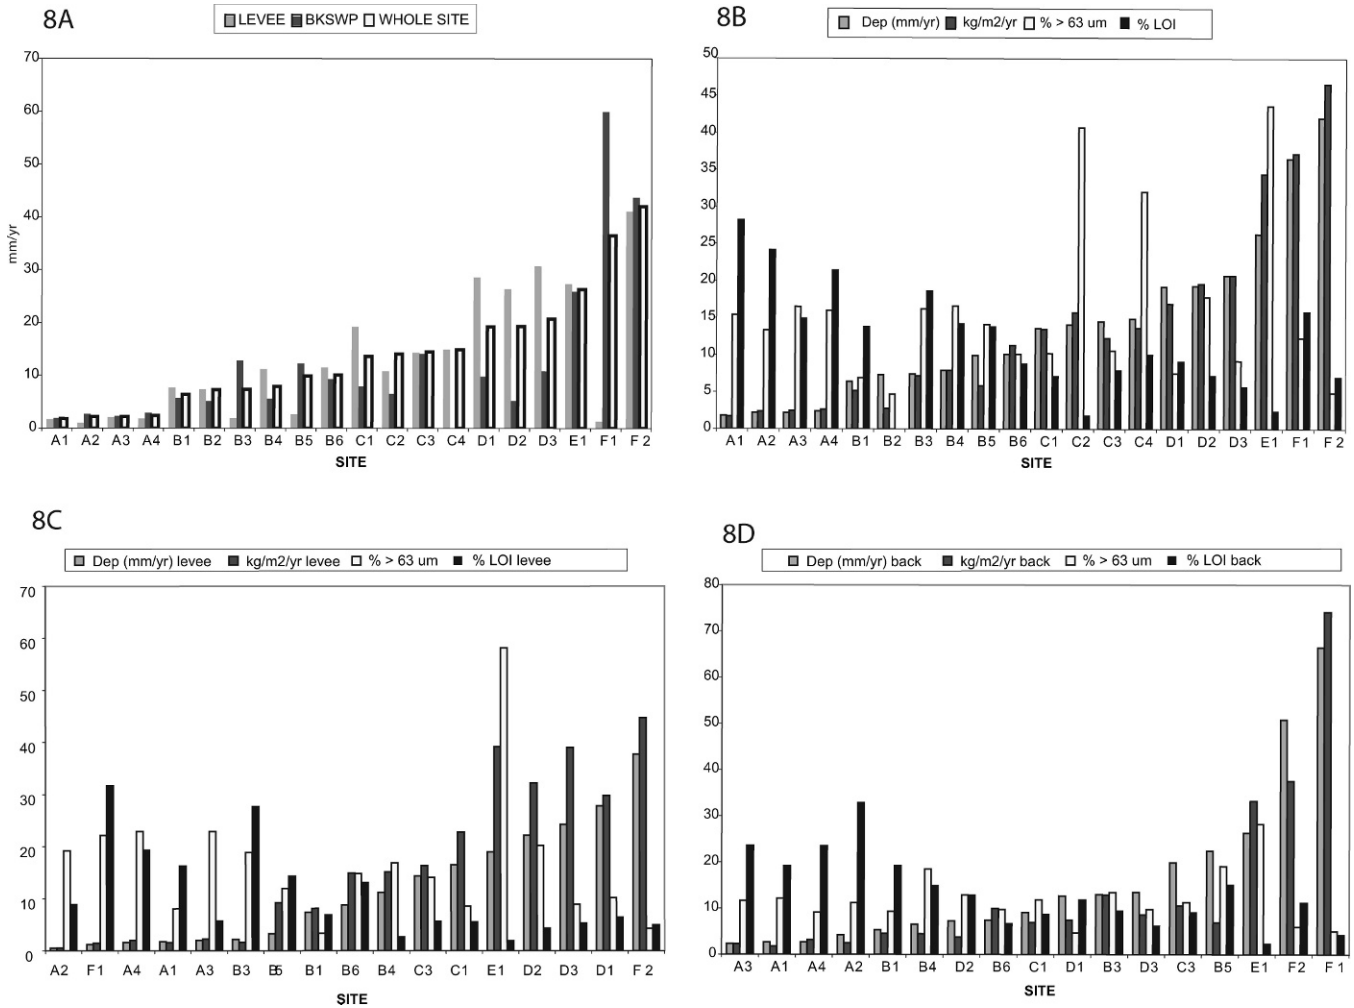 8A
LEVEE BKSWP WHOLE SITE
70
60
50
40
30
20
10
0
mm/yr
A1 A2 A3 A4 B1 B2 B3 B4 B5 B6 C1 C2 C3 C4 D1 D2 D3 E1 F1 F2
SITE
8B
Dep (mm/yr) kg/m2/yr % > 63 um % LOI
50
45
40
35
30
25
20
15
10
5
0
A1 A2 A3 A4 B1 B2 B3 B4 B5 B6 C1 C2 C3 C4 D1 D2 D3 E1 F1 F2
SITE
8C
Dep (mm/yr) levee kg/m2/yr levee % > 63 um % LOI levee
70
60
50
40
30
20
10
0
A2 F1 A4 A1 A3 B3 B5 B1 B6 B4 C3 C1 E1 D2 D3 D1 F2
SITE
8D
Dep (mm/yr) back kg/m2/yr back % > 63 um % LOI back
80
70
60
50
40
30
20
10
0
A3 A1 A4 A2 B1 B4 D2 B6 C1 D1 B3 D3 C3 B5 E1 F2 F1
SITE